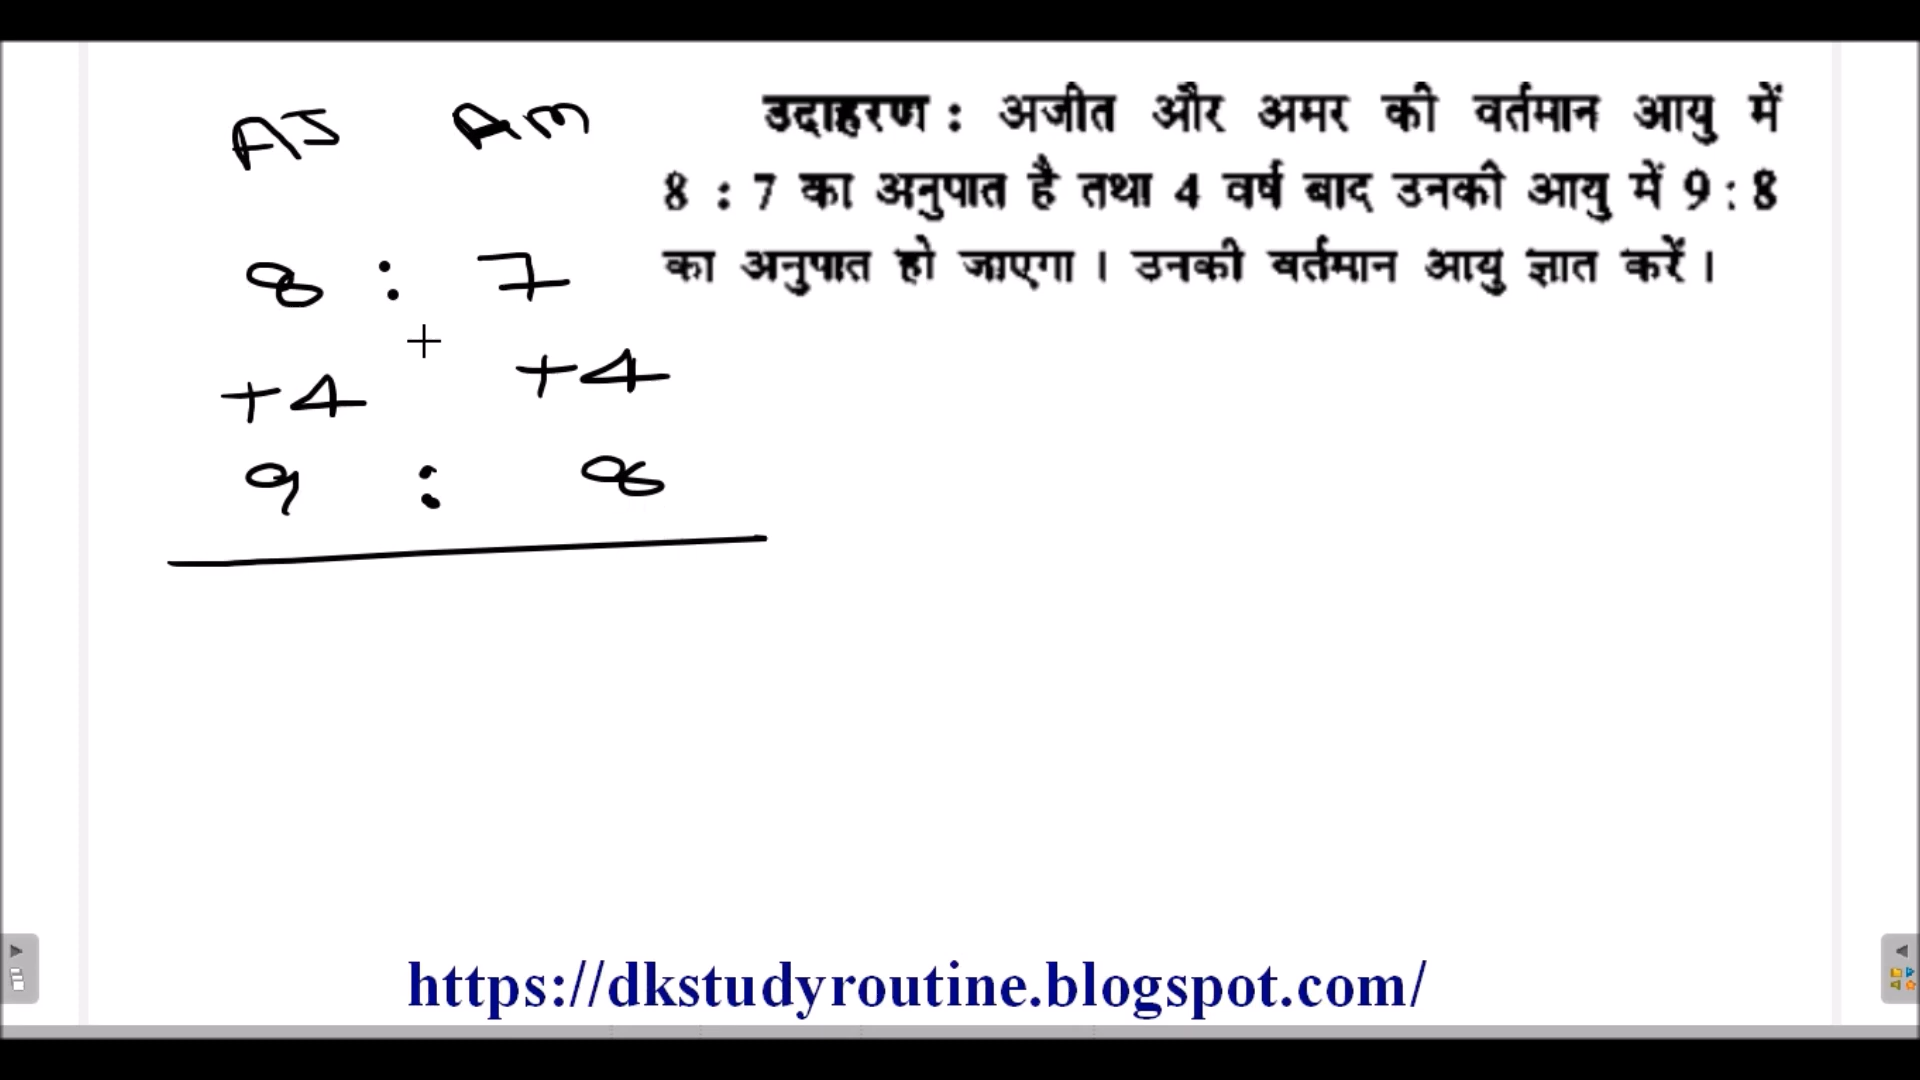 AJ AM
8 : 7
+4 +4
9 : 8
उदाहरण : अजीत और अमर की वर्तमान आयु में
8 : 7 का अनुपात है तथा 4 वर्ष बाद उनकी आयु में 9 : 8
का अनुपात हो जाएगा । उनकी वर्तमान आयु ज्ञात करें ।
https://dkstudyroutine.blogspot.com/